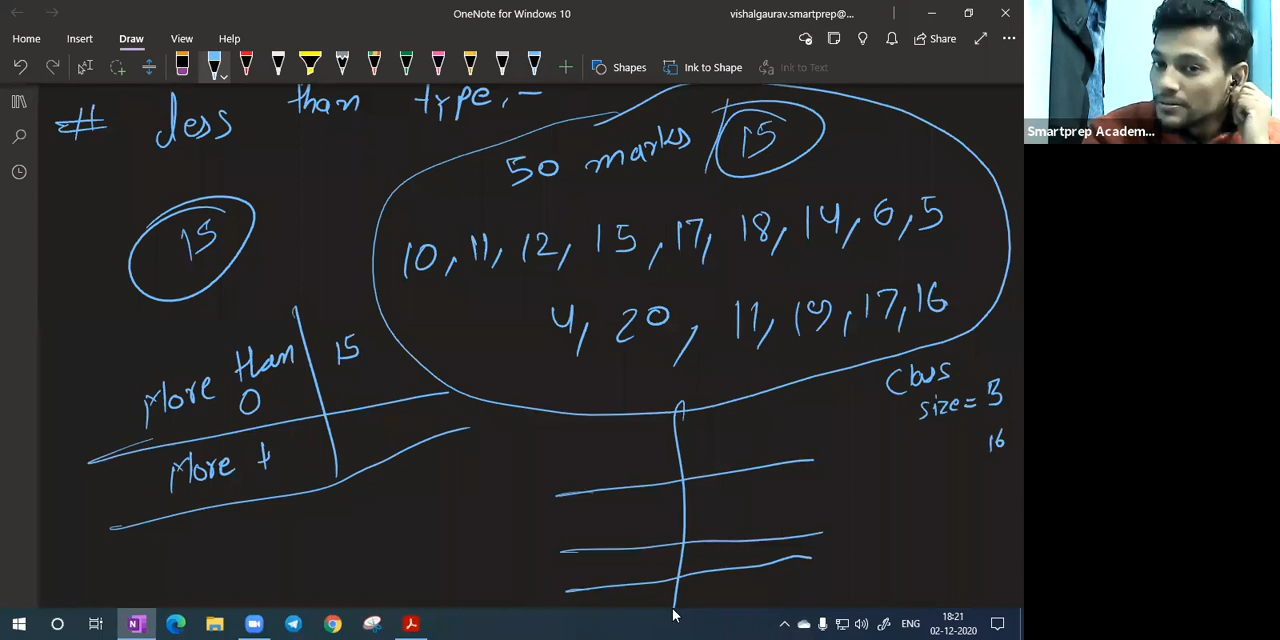 OneNote for Windows 10
vishalgaurav.smartprep@...
Home Insert Draw View Help
Share
Shapes Ink to Shape Ink to Text
# less than type,-
50 marks 15
15
10, 11, 12, 15, 17, 18, 14, 6, 5
4, 20, 11, 19, 17, 16
More than 0 15
More t
Class
size = 5
16
Smartprep Academ...
ENG
18:21
02-12-2020